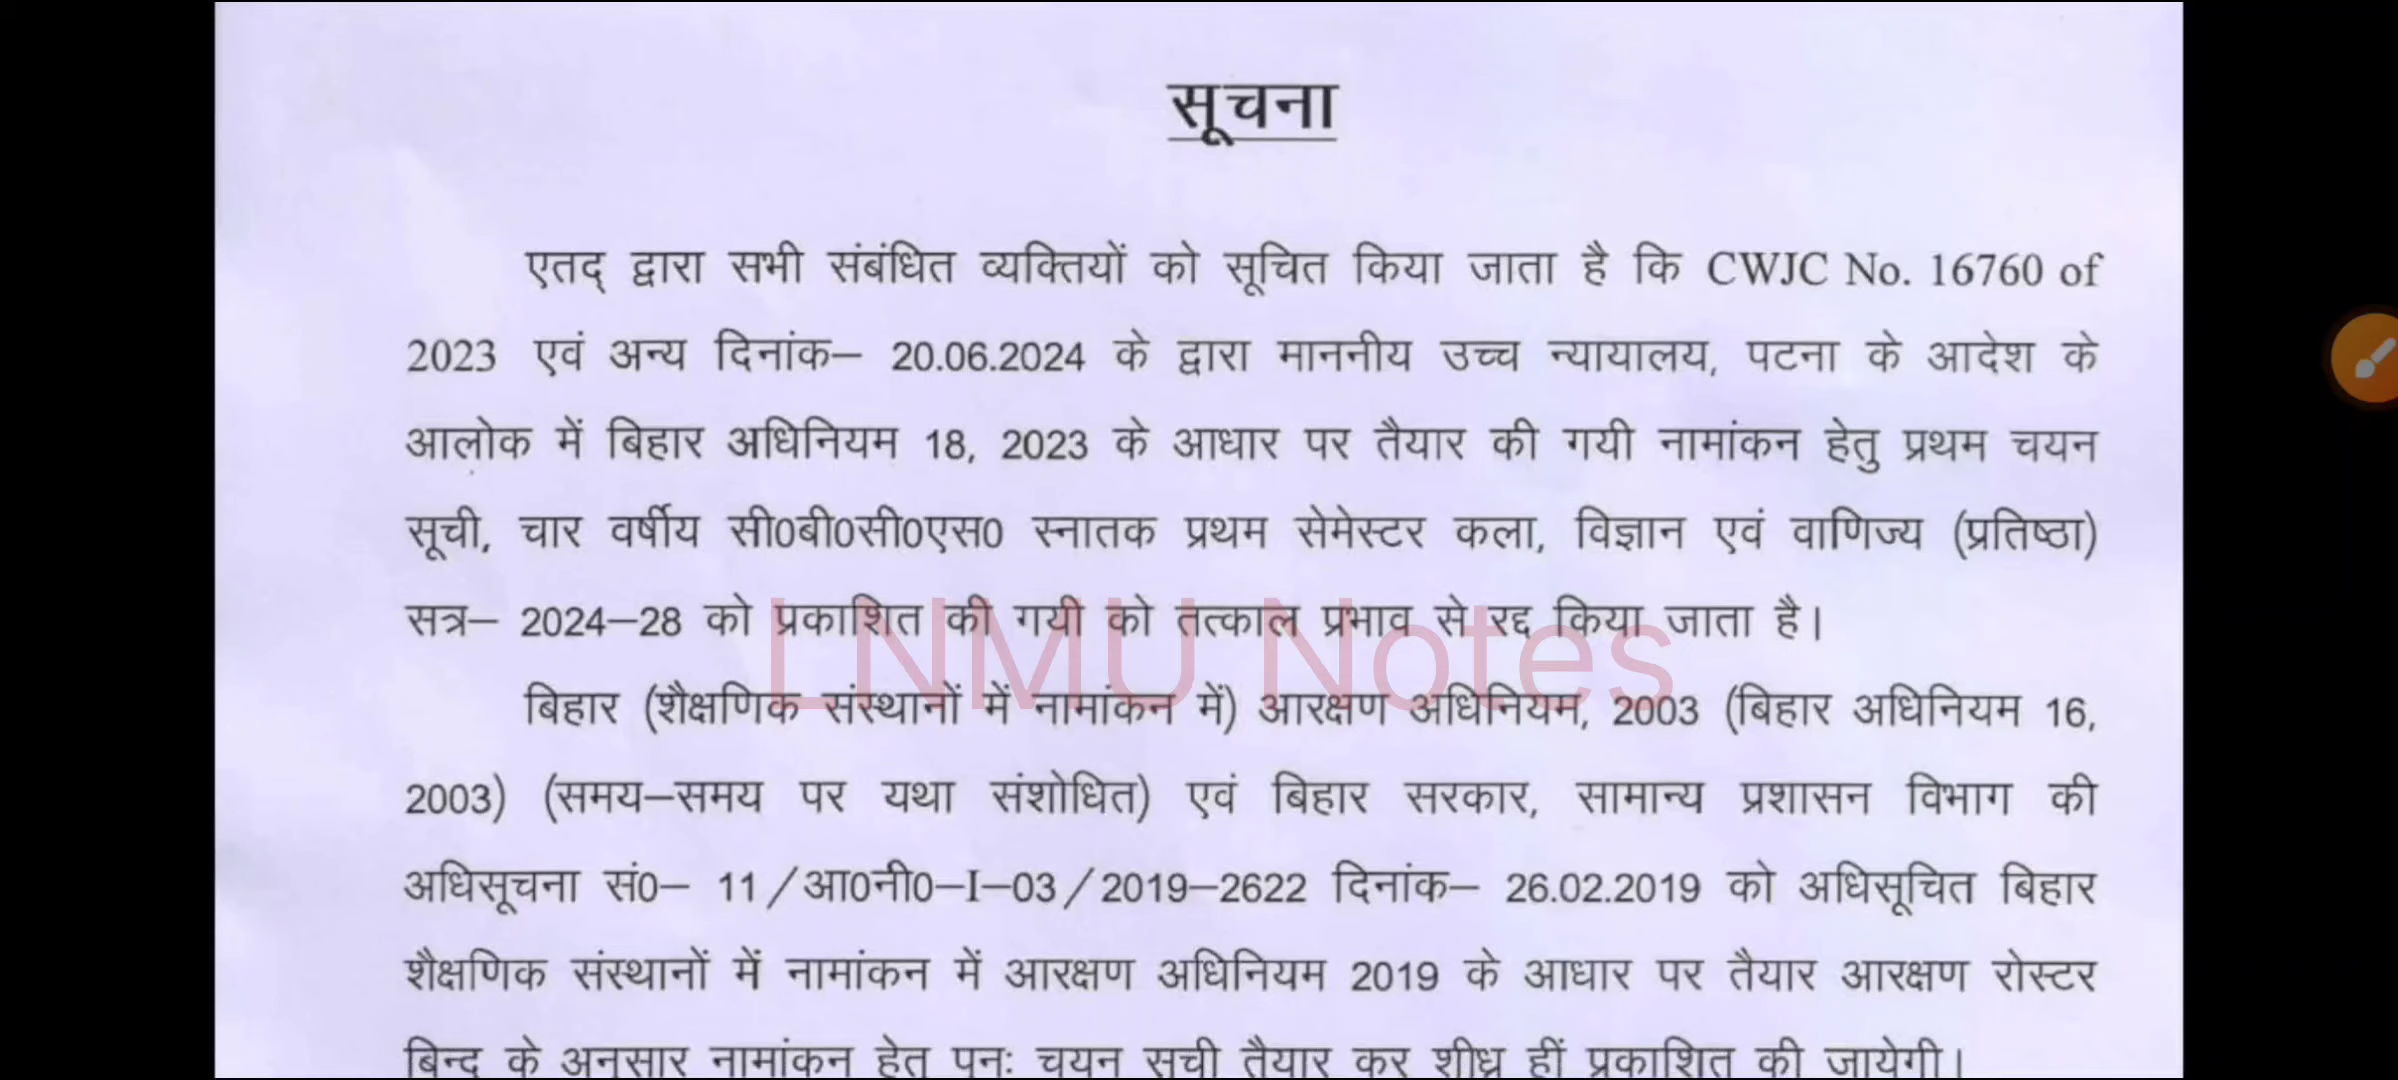 सूचना
एतद् द्वारा सभी संबंधित व्यक्तियों को सूचित किया जाता है कि CWJC No. 16760 of
2023 एवं अन्य दिनांक– 20.06.2024 के द्वारा माननीय उच्च न्यायालय, पटना के आदेश के
आलोक में बिहार अधिनियम 18, 2023 के आधार पर तैयार की गयी नामांकन हेतु प्रथम चयन
सूची, चार वर्षीय सी0बी0सी0एस0 स्नातक प्रथम सेमेस्टर कला, विज्ञान एवं वाणिज्य (प्रतिष्ठा)
सत्र– 2024–28 को प्रकाशित की गयी को तत्काल प्रभाव से रद्द किया जाता है।
LNMU Notes
बिहार (शैक्षणिक संस्थानों में नामांकन में) आरक्षण अधिनियम, 2003 (बिहार अधिनियम 16,
2003) (समय–समय पर यथा संशोधित) एवं बिहार सरकार, सामान्य प्रशासन विभाग की
अधिसूचना सं0– 11/आ0नी0–I–03/2019–2622 दिनांक– 26.02.2019 को अधिसूचित बिहार
शैक्षणिक संस्थानों में नामांकन में आरक्षण अधिनियम 2019 के आधार पर तैयार आरक्षण रोस्टर
बिन्दु के अनुसार नामांकन हेतु पुनः चयन सूची तैयार कर शीध्र हीं प्रकाशित की जायेगी।